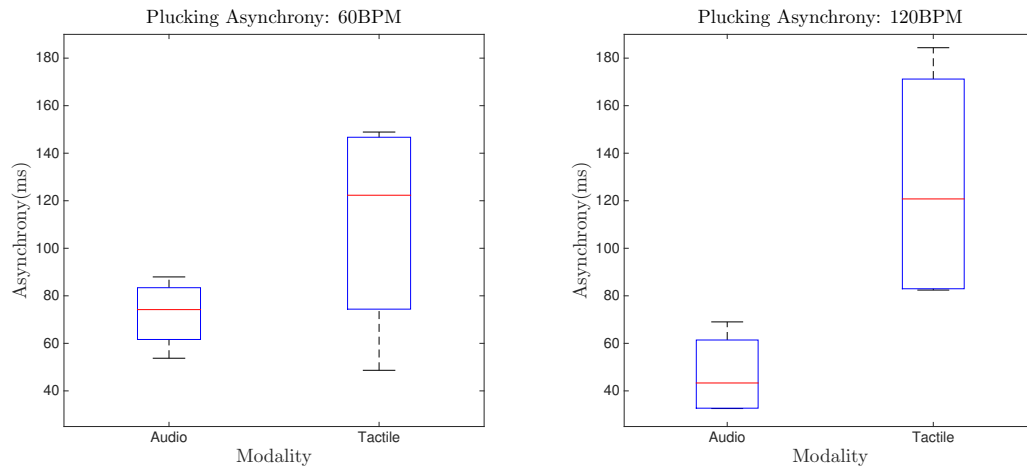 Plucking Asynchrony: 60BPM
180
160
140
120
100
80
60
40
Asynchrony(ms)
Audio
Tactile
Modality
Plucking Asynchrony: 120BPM
180
160
140
120
100
80
60
40
Asynchrony(ms)
Audio
Tactile
Modality